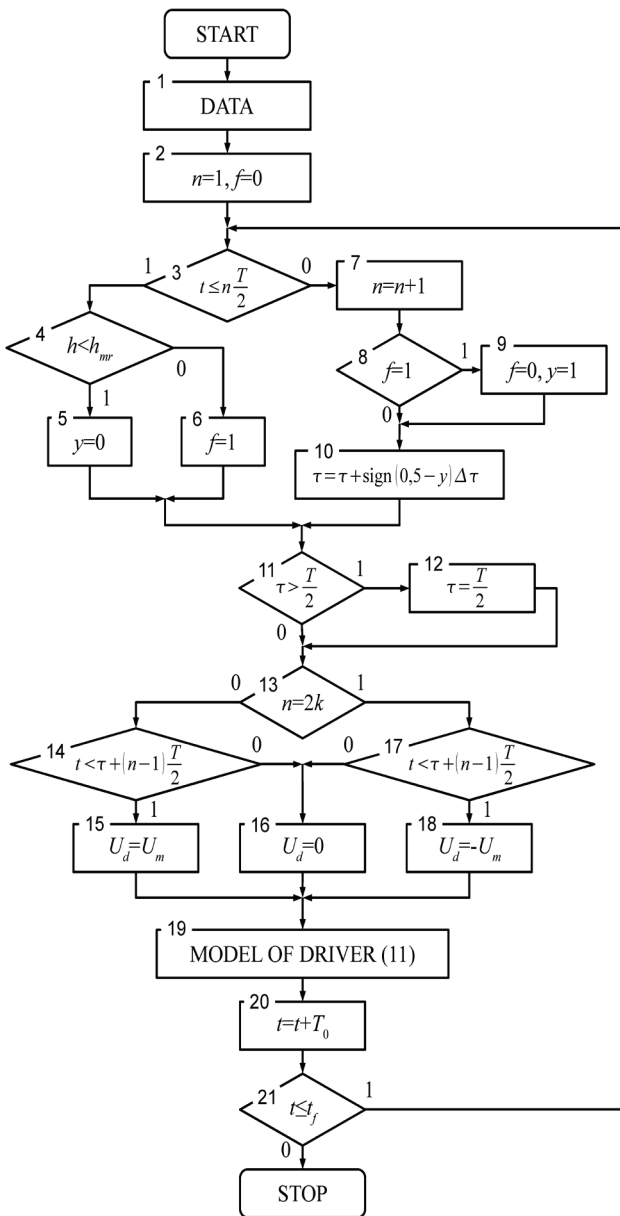 START
1
DATA
2
n=1, f=0
3
1
0
t≤n T/2
7
n=n+1
4
h<h_mr
0
1
8
f=1
1
0
9
f=0, y=1
5
y=0
6
f=1
10
τ=τ+sign(0,5−y)Δτ
11
τ>T/2
1
0
12
τ=T/2
13
0
1
n=2k
14
t<τ+(n−1)T/2
0
1
17
0
t<τ+(n−1)T/2
1
15
U_d=U_m
16
U_d=0
18
U_d=-U_m
19
MODEL OF DRIVER (11)
20
t=t+T_0
21
t≤t_f
1
0
STOP